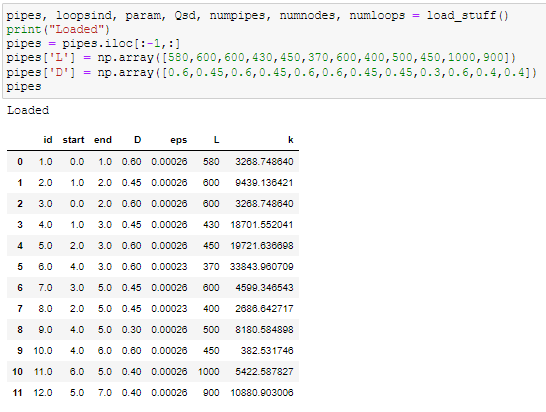 pipes, loopsind, param, Qsd, numpipes, numnodes, numloops = load_stuff()
print("Loaded")
pipes = pipes.iloc[:-1,:]
pipes['L'] = np.array([580,600,600,430,450,370,600,400,500,450,1000,900])
pipes['D'] = np.array([0.6,0.45,0.6,0.45,0.6,0.6,0.45,0.45,0.3,0.6,0.4,0.4])
pipes
Loaded
id start end D eps L k
0 1.0 0.0 1.0 0.60 0.00026 580 3268.748640
1 2.0 1.0 2.0 0.45 0.00026 600 9439.136421
2 3.0 0.0 2.0 0.60 0.00026 600 3268.748640
3 4.0 1.0 3.0 0.45 0.00026 430 18701.552041
4 5.0 2.0 3.0 0.60 0.00026 450 19721.636698
5 6.0 4.0 3.0 0.60 0.00023 370 33843.960709
6 7.0 3.0 5.0 0.45 0.00026 600 4599.346543
7 8.0 2.0 5.0 0.45 0.00023 400 2686.642717
8 9.0 4.0 5.0 0.30 0.00026 500 8180.584898
9 10.0 4.0 6.0 0.60 0.00026 450 382.531746
10 11.0 6.0 5.0 0.40 0.00026 1000 5422.587827
11 12.0 5.0 7.0 0.40 0.00026 900 10880.903006